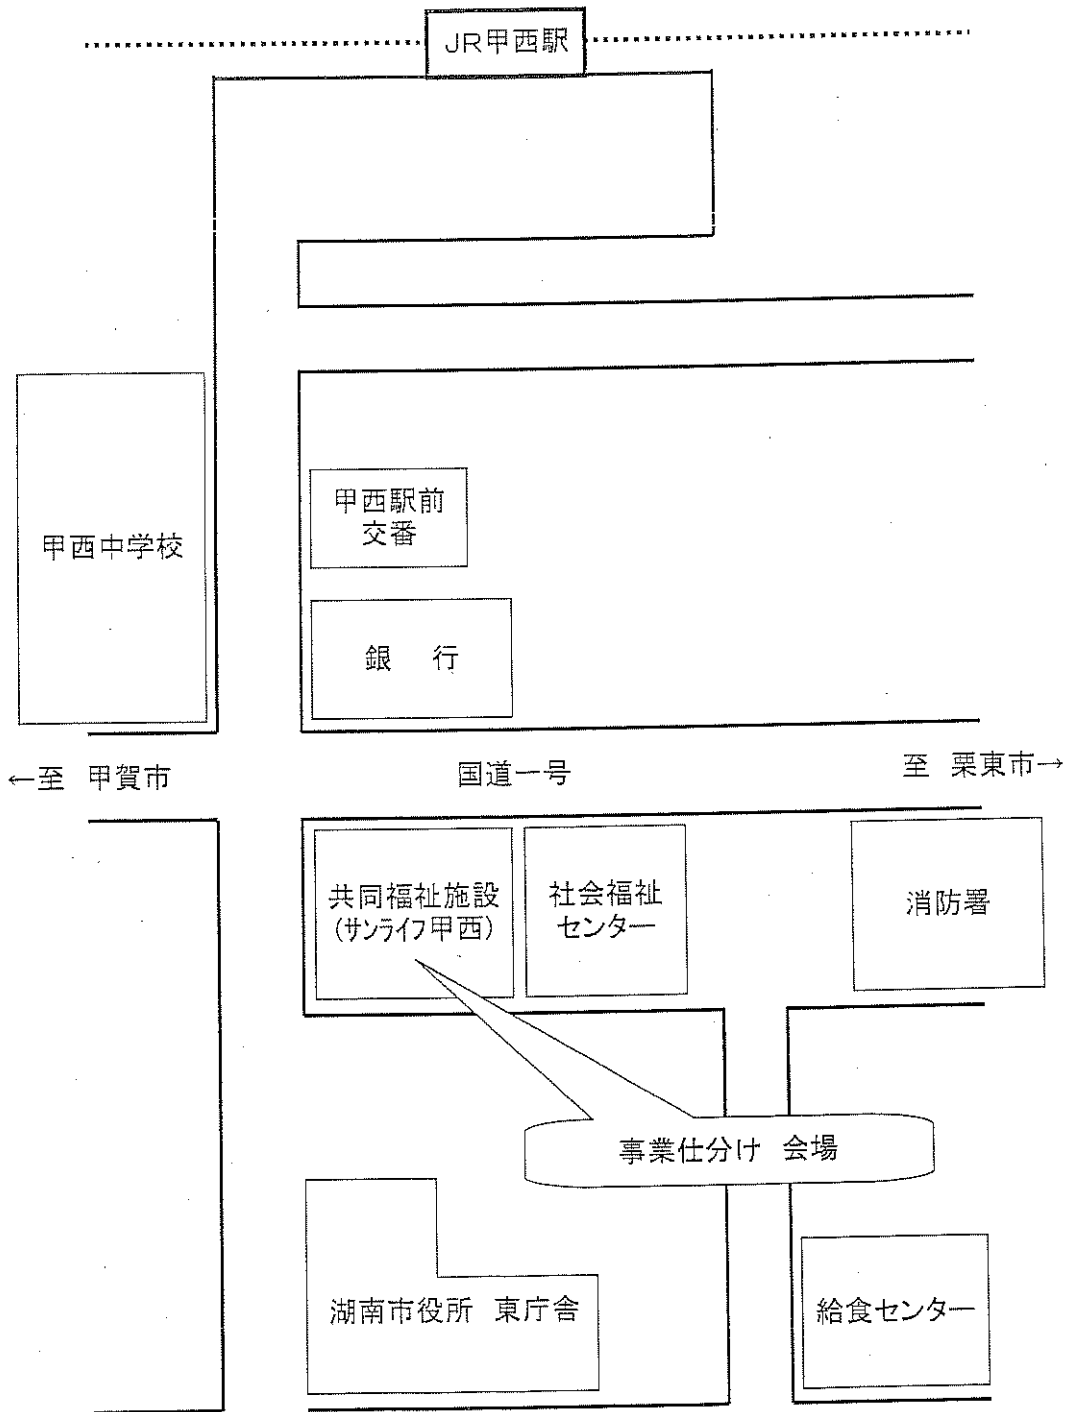 JR甲西駅
甲西駅前
交番
甲西中学校
銀　行
←至 甲賀市
国道一号
至 栗東市→
共同福祉施設
(サンライフ甲西)
社会福祉
センター
消防署
事業仕分け 会場
湖南市役所 東庁舎
給食センター